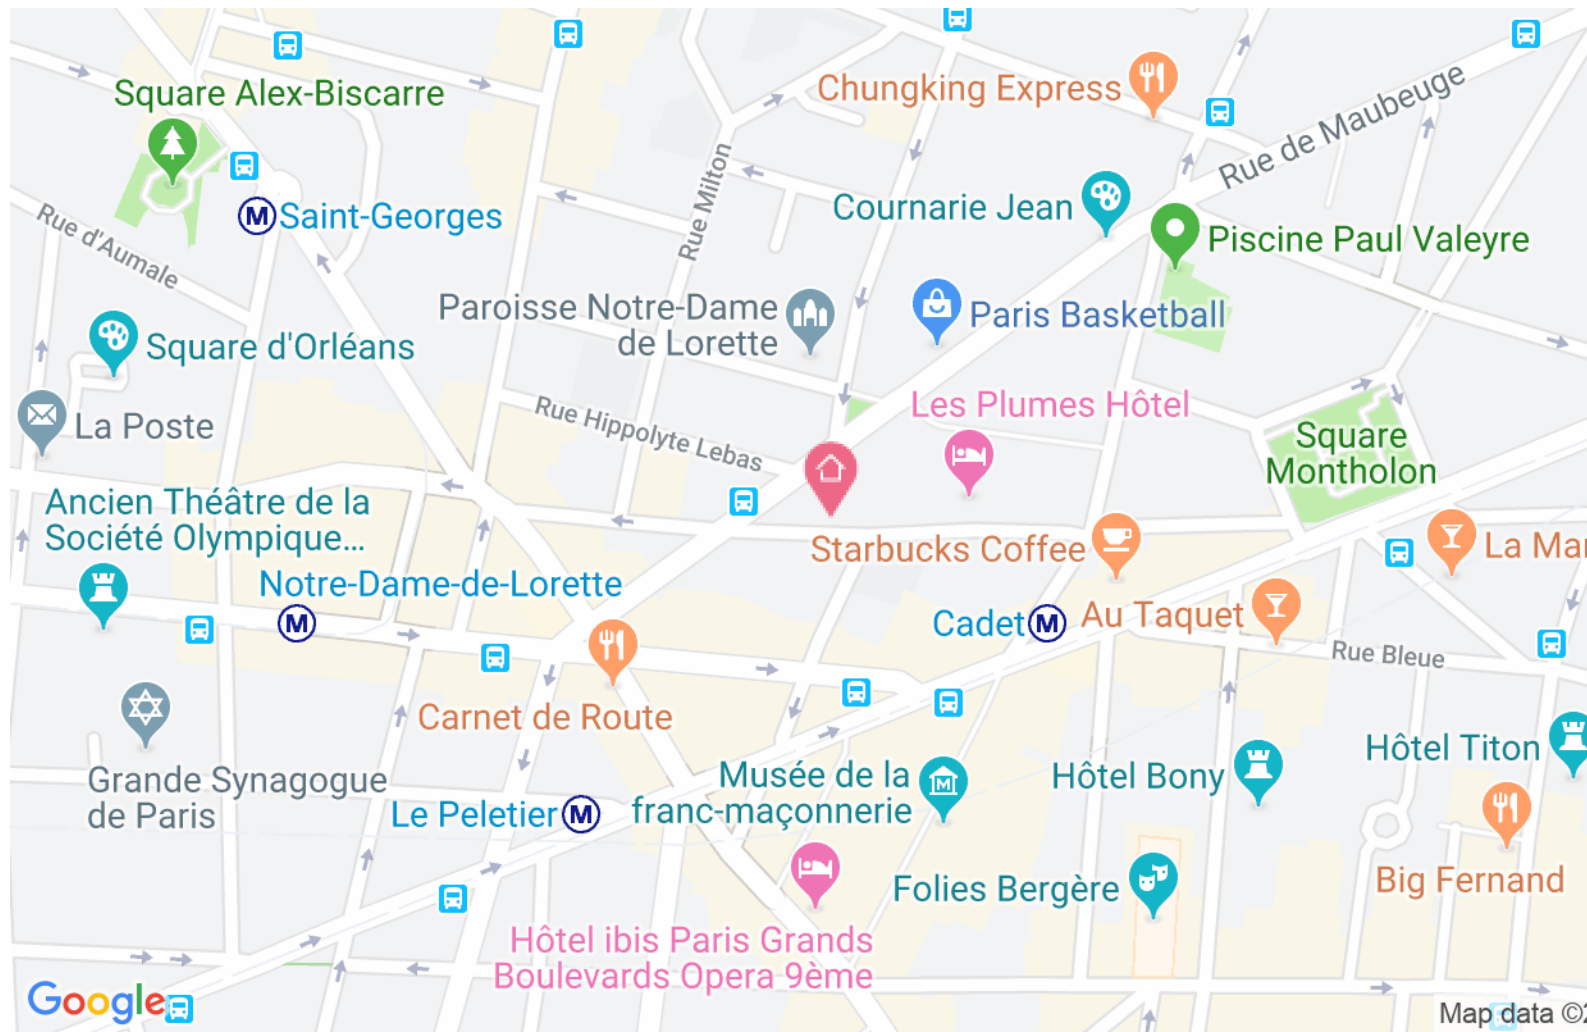 Chungking Express
Square Alex-Biscarre
Rue de Maubeuge
Rue Milton
Cournarie Jean
Saint-Georges
Piscine Paul Valeyre
Rue d'Aumale
Paroisse Notre-Dame
de Lorette
Paris Basketball
Square d'Orléans
Les Plumes Hôtel
La Poste
Rue Hippolyte Lebas
Square
Montholon
Ancien Théâtre de la
Société Olympique...
Starbucks Coffee
La Mar
Notre-Dame-de-Lorette
Cadet
Au Taquet
Rue Bleue
Carnet de Route
Hôtel Titon
Grande Synagogue
de Paris
Musée de la
franc-maçonnerie
Hôtel Bony
Le Peletier
Big Fernand
Folies Bergère
Hôtel ibis Paris Grands
Boulevards Opera 9ème
Google
Map data ©2